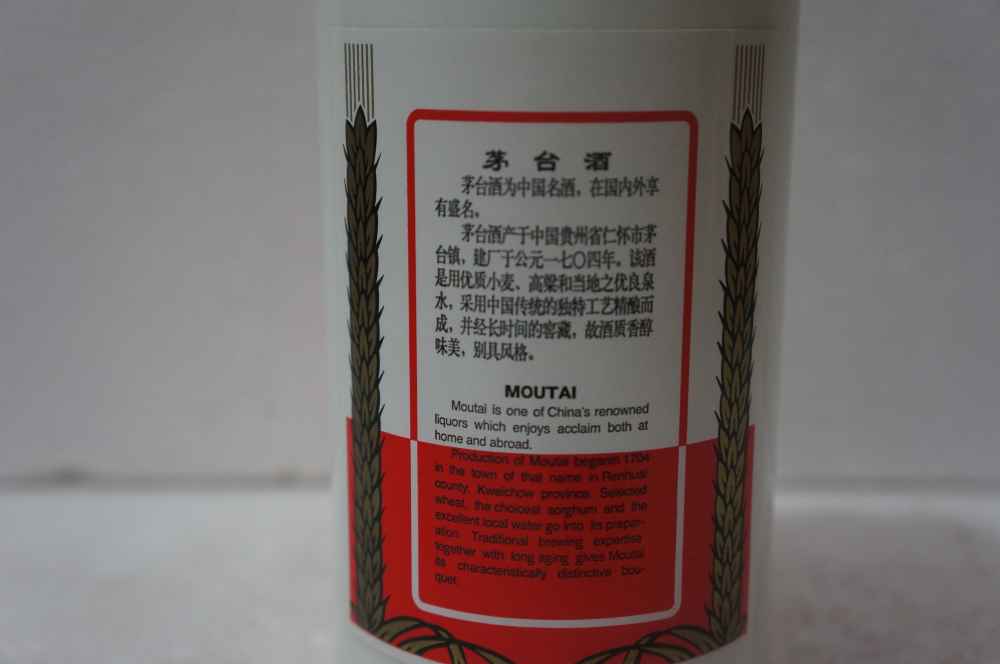 茅台酒
茅台酒为中国名酒，在国内外享
有盛名。
茅台酒产于中国贵州省仁怀市茅
台镇，建厂于公元一七〇四年。该酒
是用优质小麦、高粱和当地之优良泉
水，采用中国传统的独特工艺精酿而
成，并经长时间的窖藏，故酒质香醇
味美，别具风格。
MOUTAI
Moutai is one of China's renowned
liquors which enjoys acclaim both at
home and abroad.
Production of Moutai began in 1704
in the town of that name in Renhuai
county, Kweichow province. Selected
wheat, the choicest sorghum and the
excellent local water go into its prepar-
ation. Traditional brewing expertise
together with long aging gives Moutai
its characteristically distinctive bou-
quet.